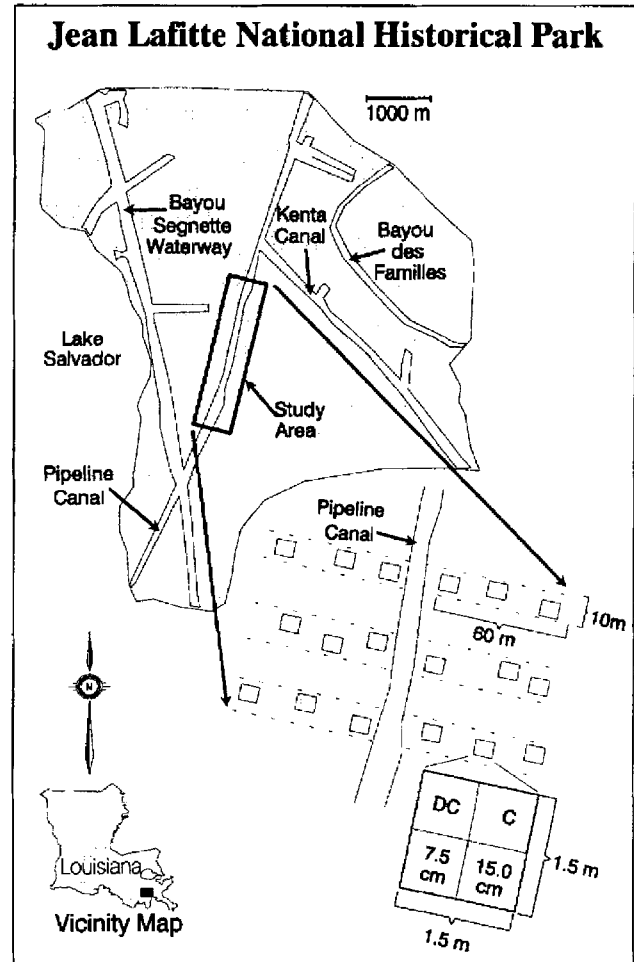 Jean Lafitte National Historical Park
1000 m
Bayou
Segnette
Waterway
Kenta
Canal
Bayou
des
Familles
Lake
Salvador
Study
Area
Pipeline
Canal
Pipeline
Canal
10m
60 m
N
DC
C
7.5
cm
15.0
cm
1.5 m
1.5 m
Louisiana
Vicinity Map